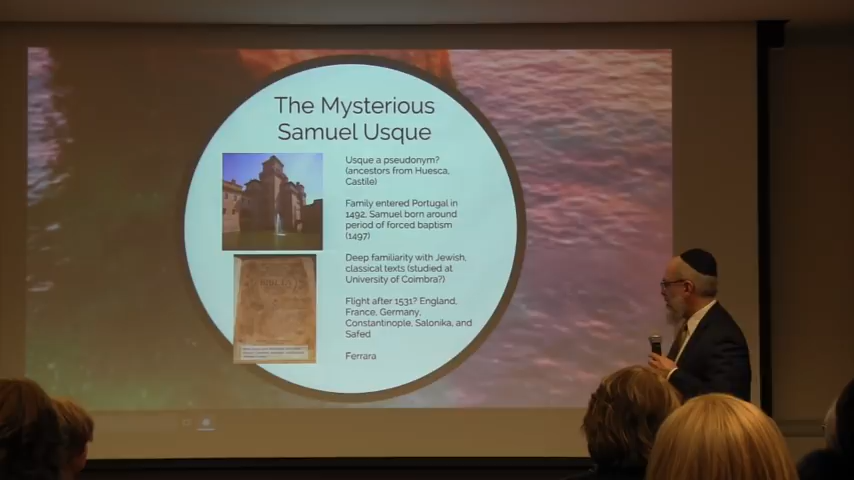 The Mysterious
Samuel Usque
Usque a pseudonym?
(ancestors from Huesca,
Castile)
Family entered Portugal in
1492, Samuel born around
period of forced baptism
(1497)
Deep familiarity with Jewish,
classical texts (studied at
University of Coimbra?)
Flight after 1531? England,
France, Germany,
Constantinople, Salonika, and
Safed
Ferrara